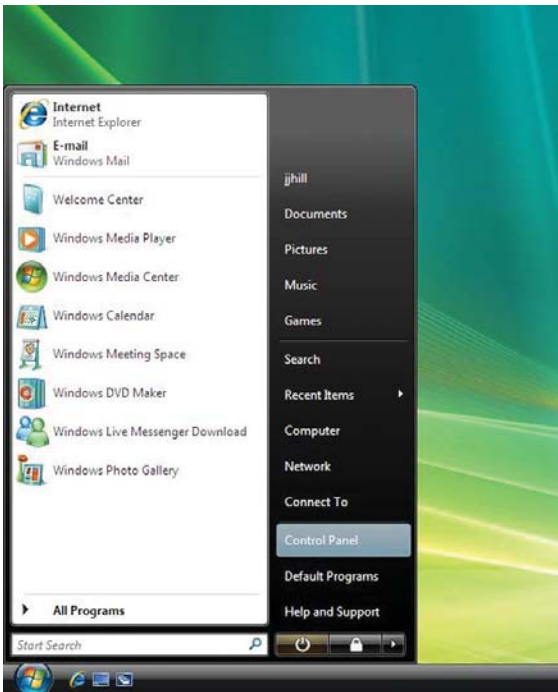 Internet
Internet Explorer
E-mail
Windows Mail
Welcome Center
Windows Media Player
Windows Media Center
Windows Calendar
Windows Meeting Space
Windows DVD Maker
Windows Live Messenger Download
Windows Photo Gallery
All Programs
Start Search
jjhill
Documents
Pictures
Music
Games
Search
Recent Items
Computer
Network
Connect To
Control Panel
Default Programs
Help and Support